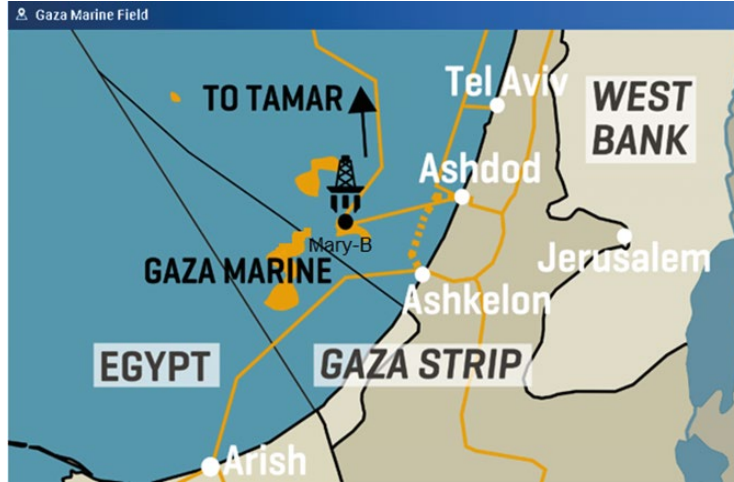 Gaza Marine Field
Tel Aviv
TO TAMAR
WEST
BANK
Ashdod
Mary-B
Jerusalem
GAZA MARINE
Ashkelon
EGYPT
GAZA STRIP
Arish